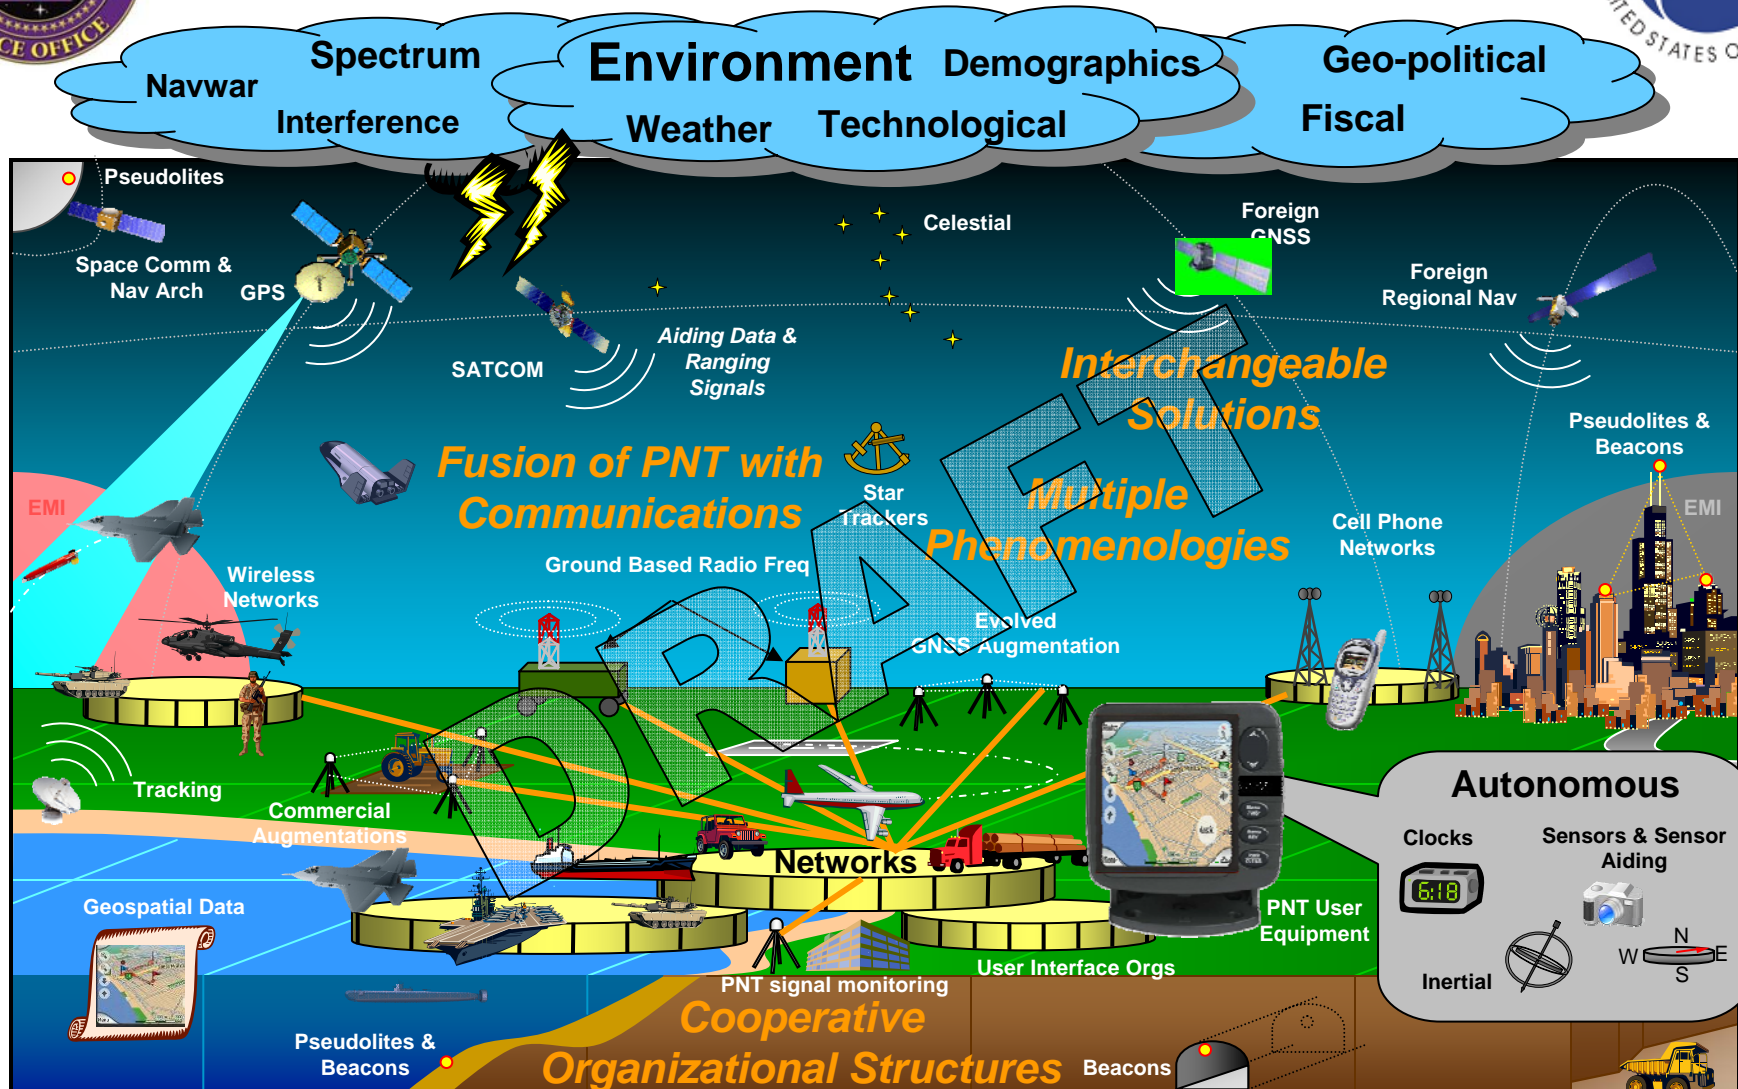 CE OFFICE
ITED STATES O
Navwar
Spectrum
Interference
Environment
Demographics
Weather
Technological
Geo-political
Fiscal
Pseudolites
Space Comm &
Nav Arch
GPS
SATCOM
Aiding Data &
Ranging
Signals
Celestial
Foreign
GNSS
Foreign
Regional Nav
Interchangeable
Solutions
Fusion of PNT with
Communications
Star
Trackers
Multiple
Phenomenologies
Pseudolites &
Beacons
EMI
EMI
Cell Phone
Networks
Wireless
Networks
Ground Based Radio Freq
Evolved
GNSS Augmentation
DRAFT
Tracking
Commercial
Augmentations
Networks
Geospatial Data
PNT User
Equipment
User Interface Orgs
PNT signal monitoring
Autonomous
Clocks
6:18
Sensors & Sensor
Aiding
Inertial
N
W E
S
Cooperative
Organizational Structures
Pseudolites &
Beacons
Beacons